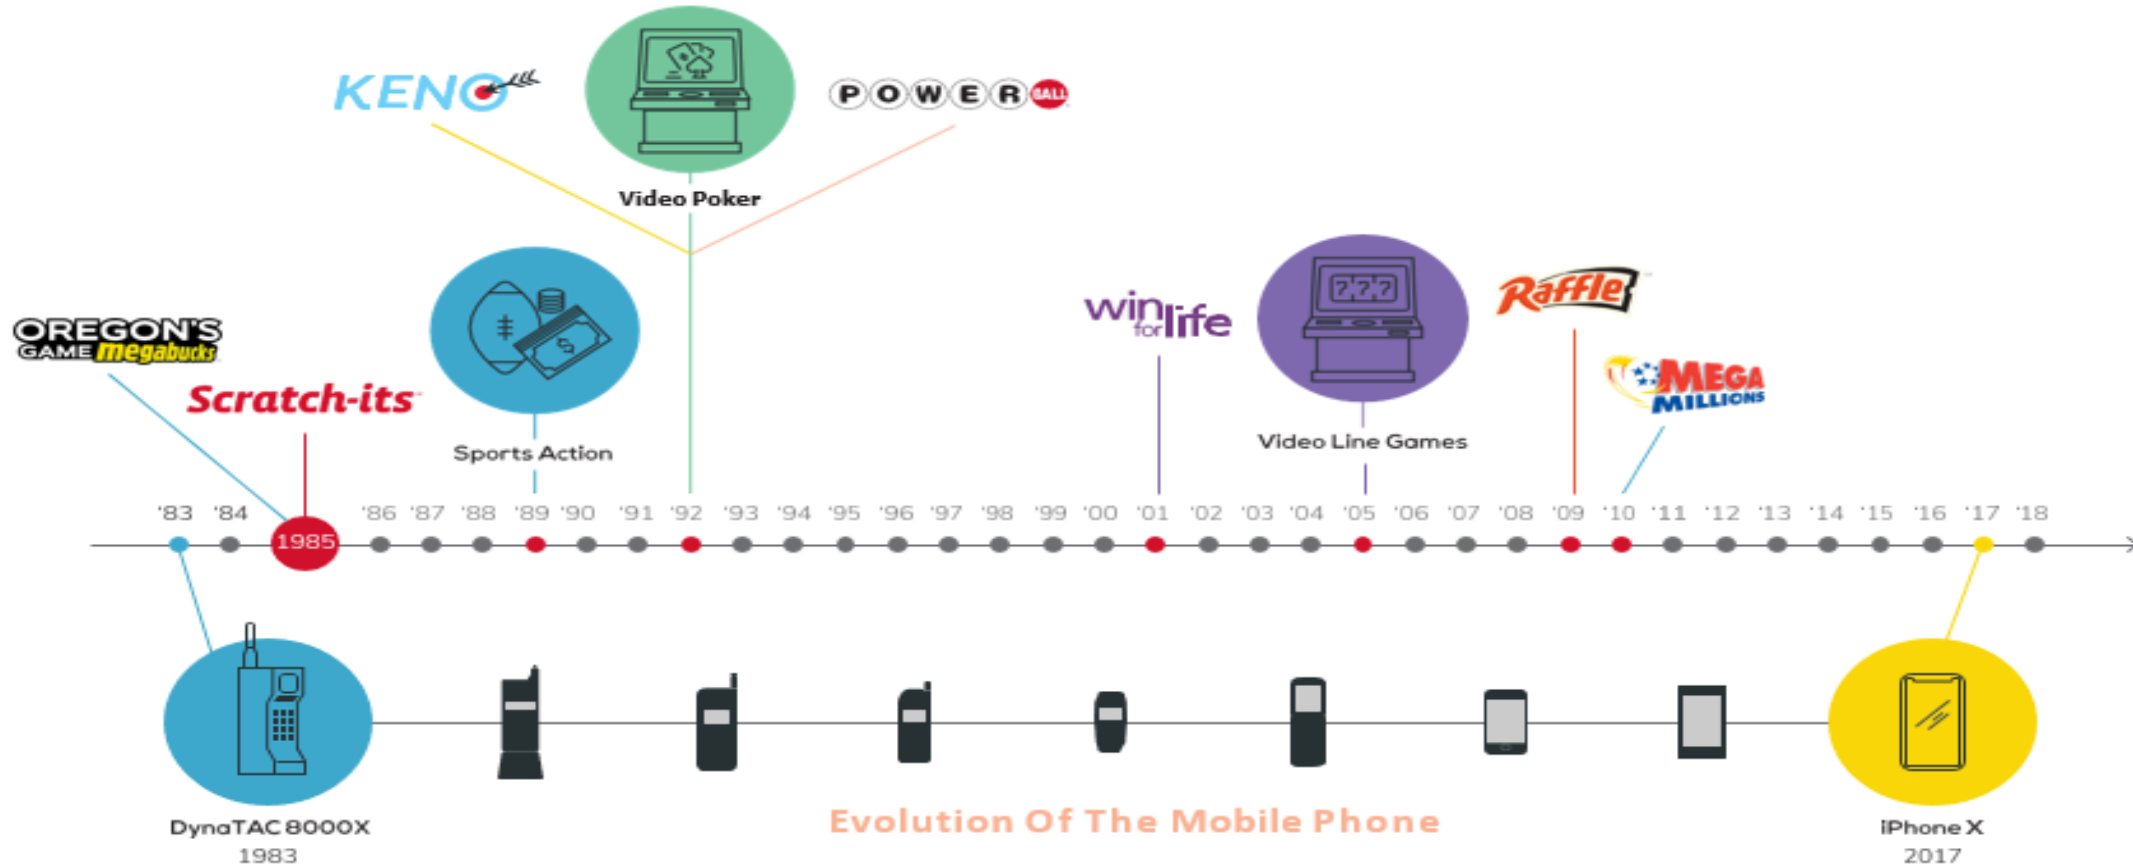 KENO
POWERBALL
Video Poker
OREGON'S
GAME megabucks
Scratch-its
$
Sports Action
win for life
777
Video Line Games
Raffle
MEGA
MILLIONS
'83 '84 1985 '86 '87 '88 '89 '90 '91 '92 '93 '94 '95 '96 '97 '98 '99 '00 '01 '02 '03 '04 '05 '06 '07 '08 '09 '10 '11 '12 '13 '14 '15 '16 '17 '18
Evolution Of The Mobile Phone
DynaTAC 8000X
1983
iPhone X
2017